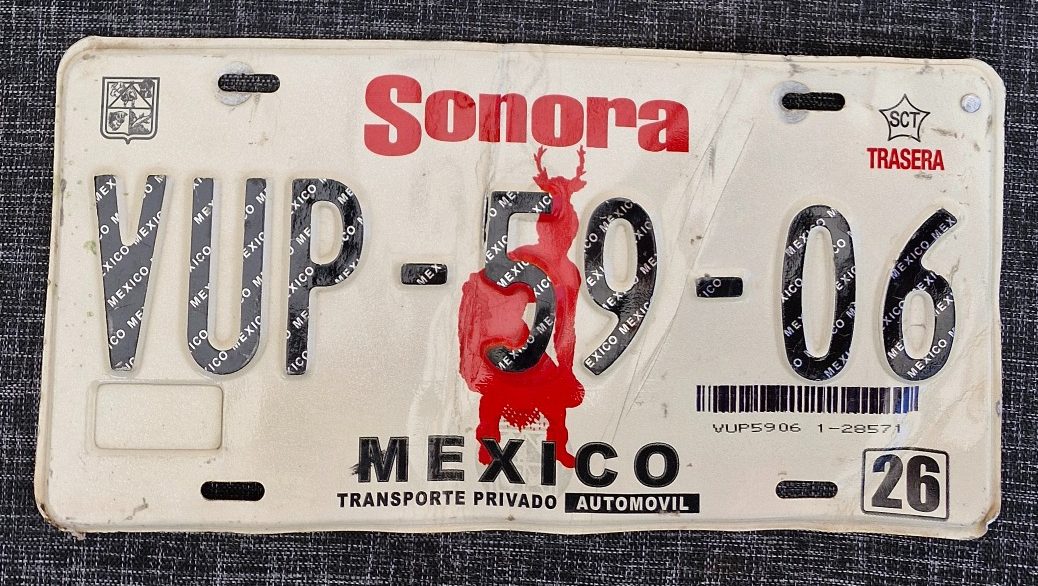 Sonora
SCT
TRASERA
VUP-59-06
VUP5906 1-28571
MEXICO
26
TRANSPORTE PRIVADO AUTOMOVIL